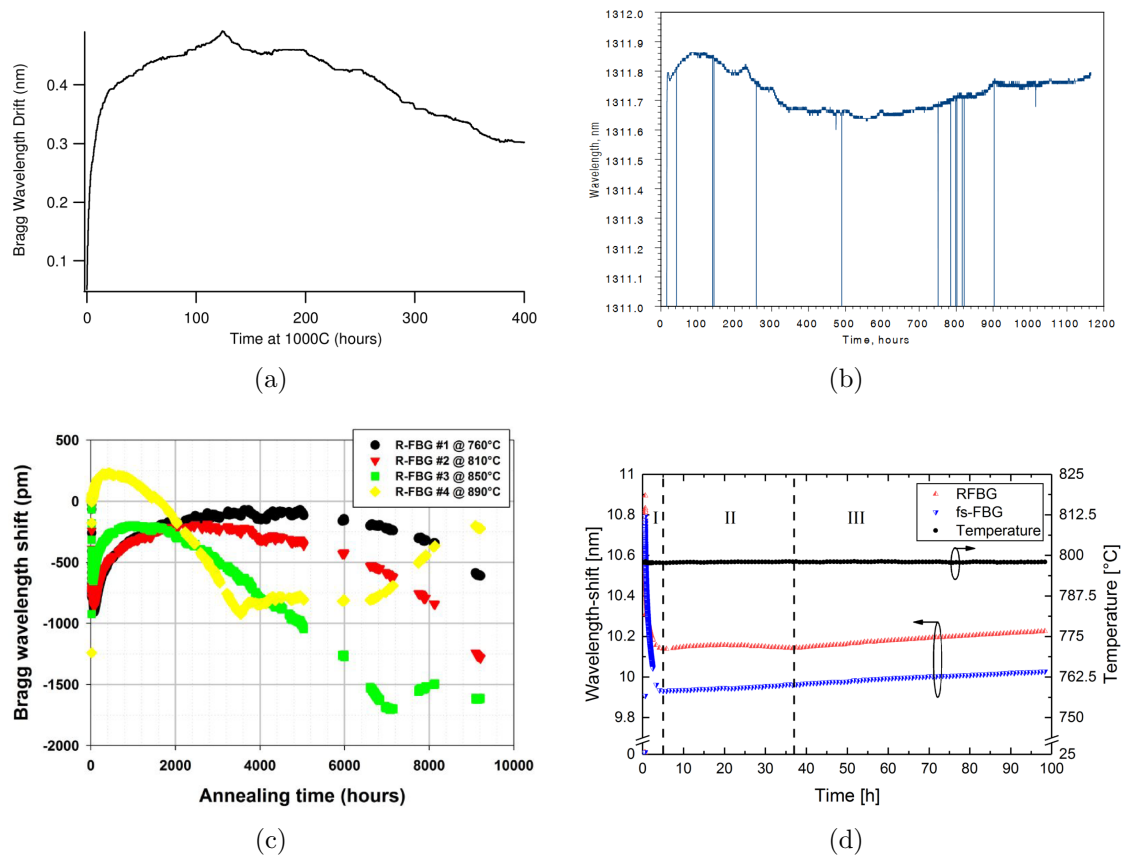 Bragg Wavelength Drift (nm)
0.4
0.3
0.2
0.1
0
100
200
300
400
Time at 1000C (hours)
(a)
Wavelength, nm
1312.0
1311.9
1311.8
1311.7
1311.6
1311.5
1311.4
1311.3
1311.2
1311.1
1311.0
0 100 200 300 400 500 600 700 800 900 1000 1100 1200
Time, hours
(b)
Bragg wavelength shift (pm)
500
0
-500
-1000
-1500
-2000
R-FBG #1 @ 760°C
R-FBG #2 @ 810°C
R-FBG #3 @ 850°C
R-FBG #4 @ 890°C
0 2000 4000 6000 8000 10000
Annealing time (hours)
(c)
Wavelength-shift [nm]
11
10.8
10.6
10.4
10.2
10
9.8
0
I
II
III
RFBG
fs-FBG
Temperature
825
812.5
800
787.5
775
762.5
750
25
Temperature [°C]
0 10 20 30 40 50 60 70 80 90 100
Time [h]
(d)